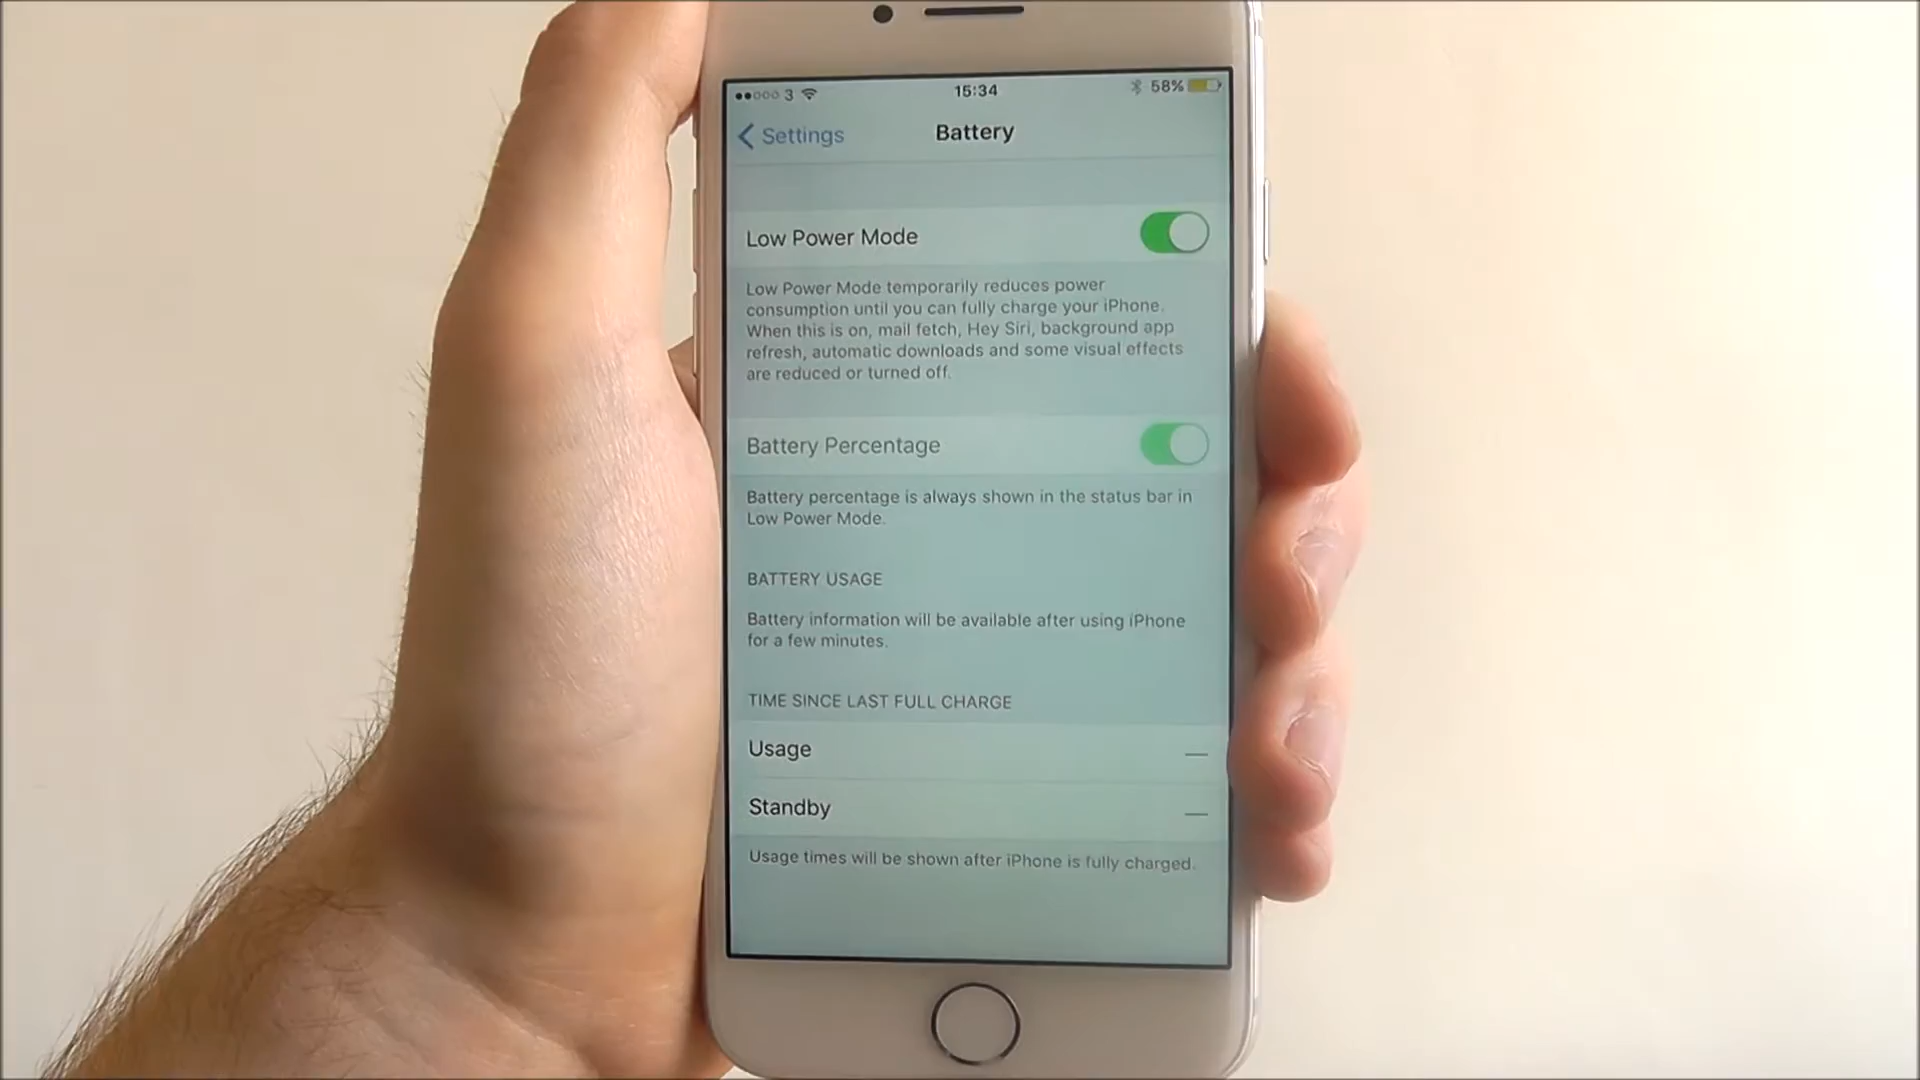 3 15:34 58%
Settings Battery
Low Power Mode
Low Power Mode temporarily reduces power
consumption until you can fully charge your iPhone.
When this is on, mail fetch, Hey Siri, background app
refresh, automatic downloads and some visual effects
are reduced or turned off.
Battery Percentage
Battery percentage is always shown in the status bar in
Low Power Mode.
BATTERY USAGE
Battery information will be available after using iPhone
for a few minutes.
TIME SINCE LAST FULL CHARGE
Usage —
Standby —
Usage times will be shown after iPhone is fully charged.